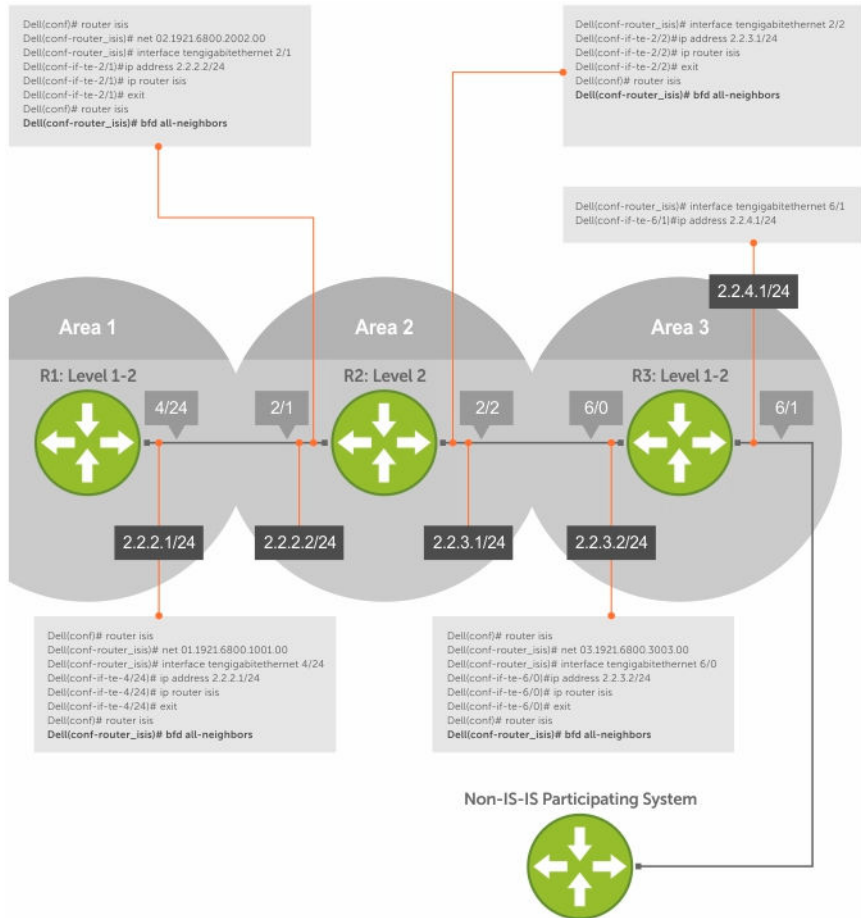 Dell(conf)# router isis
Dell(conf-router_isis)# net 02.1921.6800.2002.00
Dell(conf-router_isis)# interface tengigabitethernet 2/1
Dell(conf-if-te-2/1)#ip address 2.2.2.2/24
Dell(conf-if-te-2/1)# ip router isis
Dell(conf-if-te-2/1)# exit
Dell(conf)# router isis
Dell(conf-router_isis)# bfd all-neighbors
Dell(conf-router_isis)# interface tengigabitethernet 2/2
Dell(conf-if-te-2/2)#ip address 2.2.3.1/24
Dell(conf-if-te-2/2)# ip router isis
Dell(conf-if-te-2/2)# exit
Dell(conf)# router isis
Dell(conf-router_isis)# bfd all-neighbors
Dell(conf-router_isis)# interface tengigabitethernet 6/1
Dell(conf-if-te-6/1)#ip address 2.2.4.1/24
2.2.4.1/24
Area 1
Area 2
Area 3
R1: Level 1-2
R2: Level 2
R3: Level 1-2
4/24
2/1
2/2
6/0
6/1
2.2.2.1/24
2.2.2.2/24
2.2.3.1/24
2.2.3.2/24
Dell(conf)# router isis
Dell(conf-router_isis)# net 01.1921.6800.1001.00
Dell(conf-router_isis)# interface tengigabitethernet 4/24
Dell(conf-if-te-4/24)# ip address 2.2.2.1/24
Dell(conf-if-te-4/24)# ip router isis
Dell(conf-if-te-4/24)# exit
Dell(conf)# router isis
Dell(conf-router_isis)# bfd all-neighbors
Dell(conf)# router isis
Dell(conf-router_isis)# net 03.1921.6800.3003.00
Dell(conf-router_isis)# interface tengigabitethernet 6/0
Dell(conf-if-te-6/0)#ip address 2.2.3.2/24
Dell(conf-if-te-6/0)# ip router isis
Dell(conf-if-te-6/0)# exit
Dell(conf)# router isis
Dell(conf-router_isis)# bfd all-neighbors
Non-IS-IS Participating System